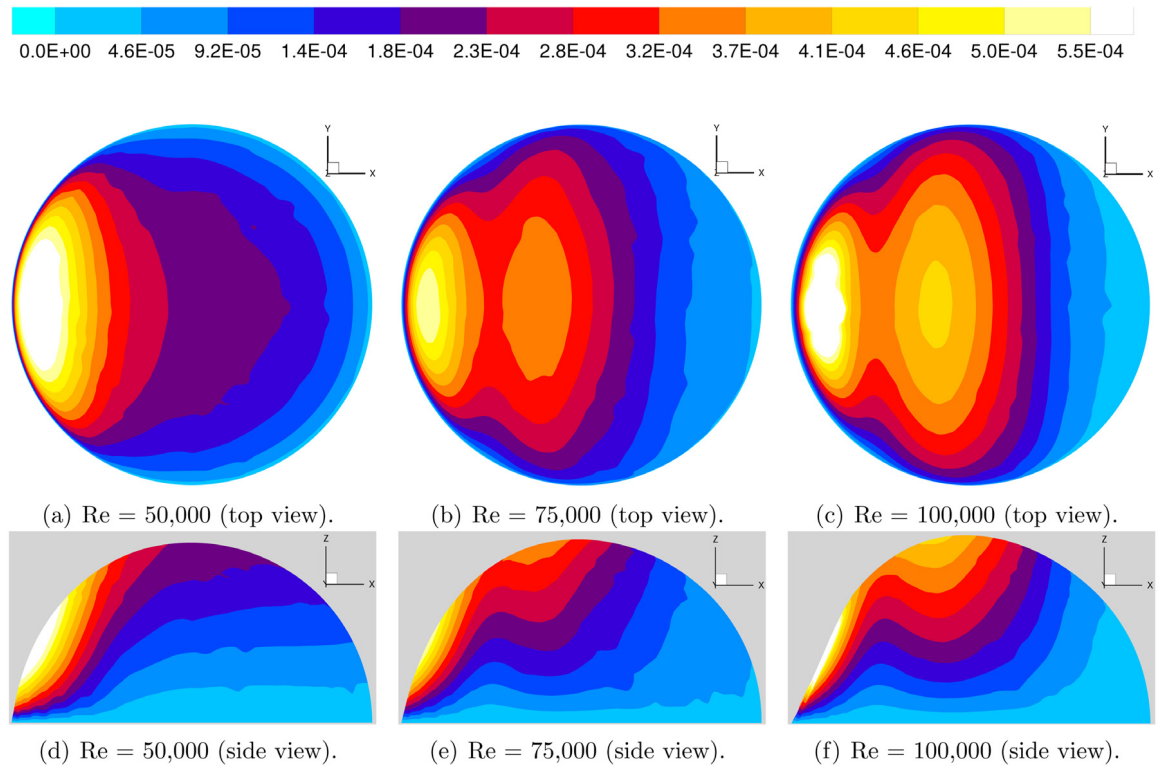 0.0E+00 4.6E-05 9.2E-05 1.4E-04 1.8E-04 2.3E-04 2.8E-04 3.2E-04 3.7E-04 4.1E-04 4.6E-04 5.0E-04 5.5E-04
Y Y Y
Z X Z X Z X
(a) Re = 50,000 (top view). (b) Re = 75,000 (top view). (c) Re = 100,000 (top view).
Z Z Z
Y X Y X Y X
(d) Re = 50,000 (side view). (e) Re = 75,000 (side view). (f) Re = 100,000 (side view).